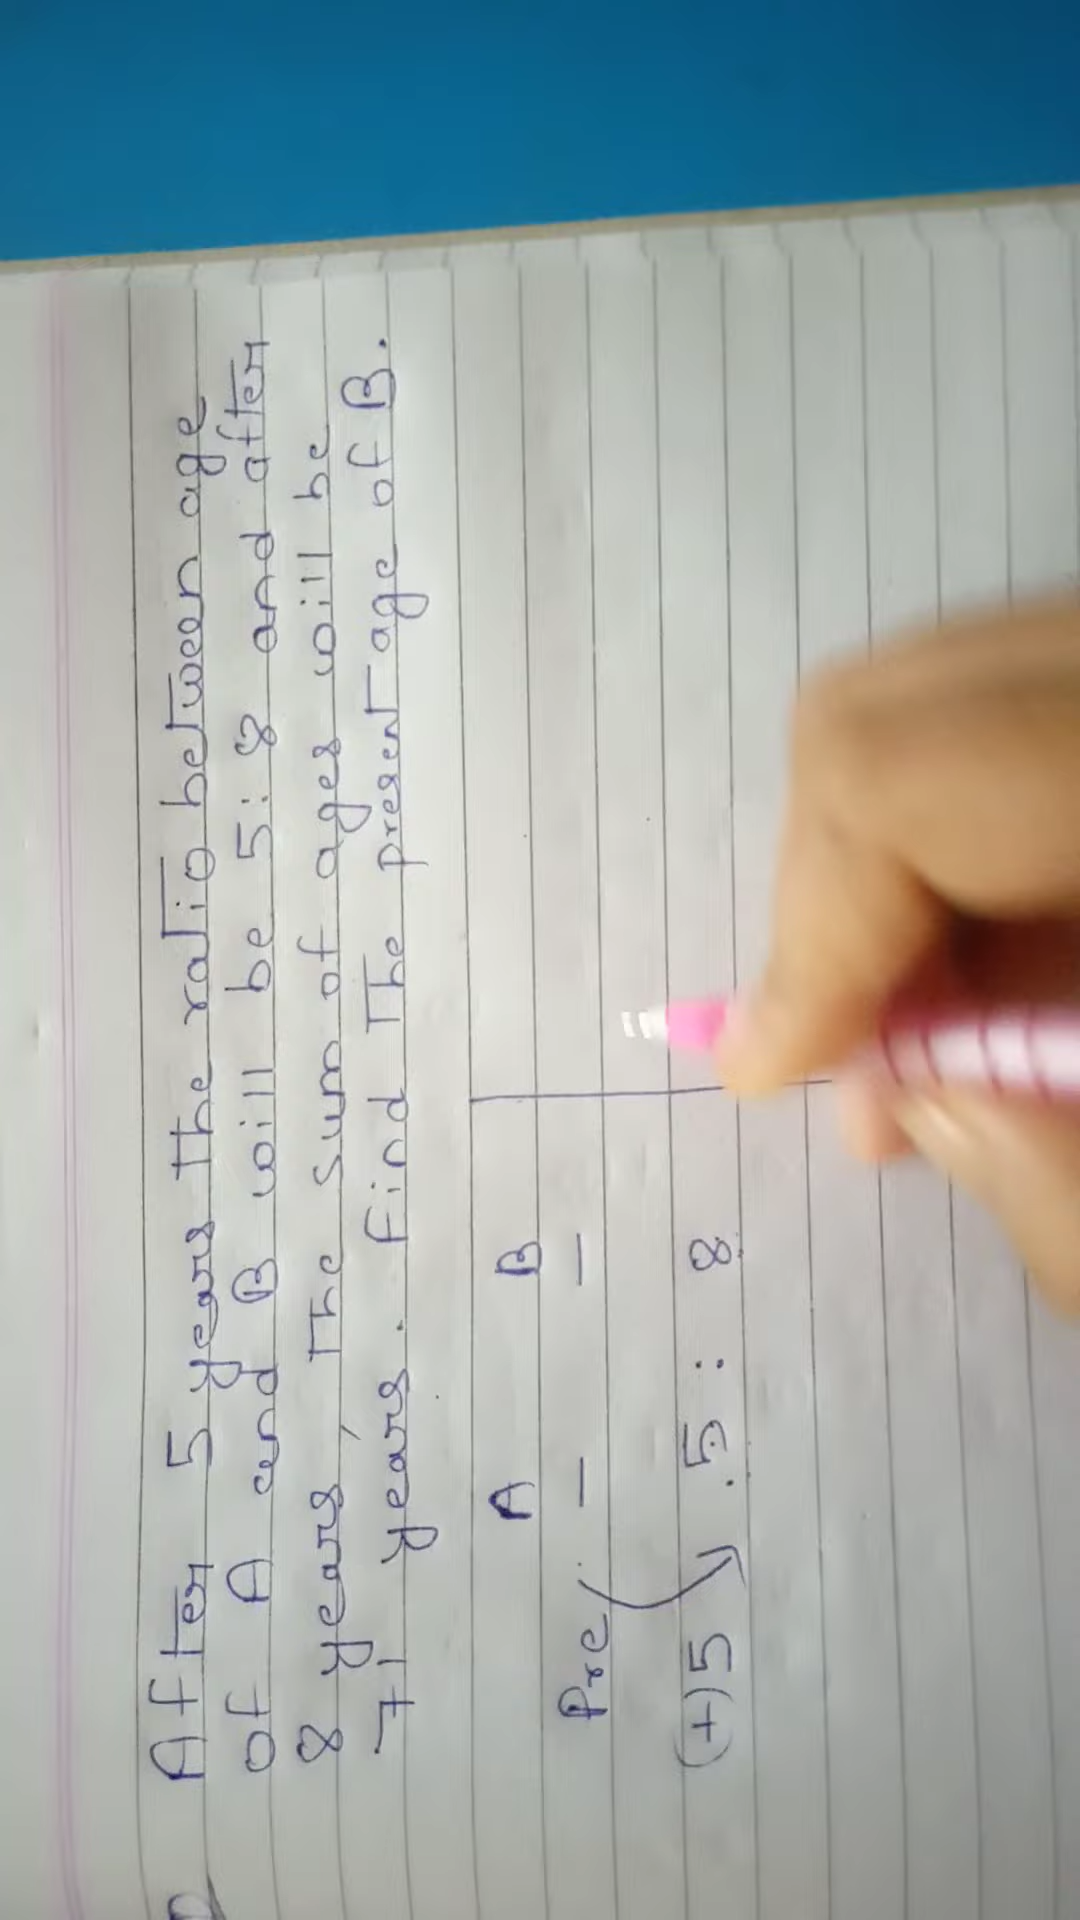 After 5 years the ratio between age
of A and B will be 5:8 and after
8 years, the sum of ages will be
71 years. Find the present age of B.
A B
Pre - -
(+)5 5 : 8